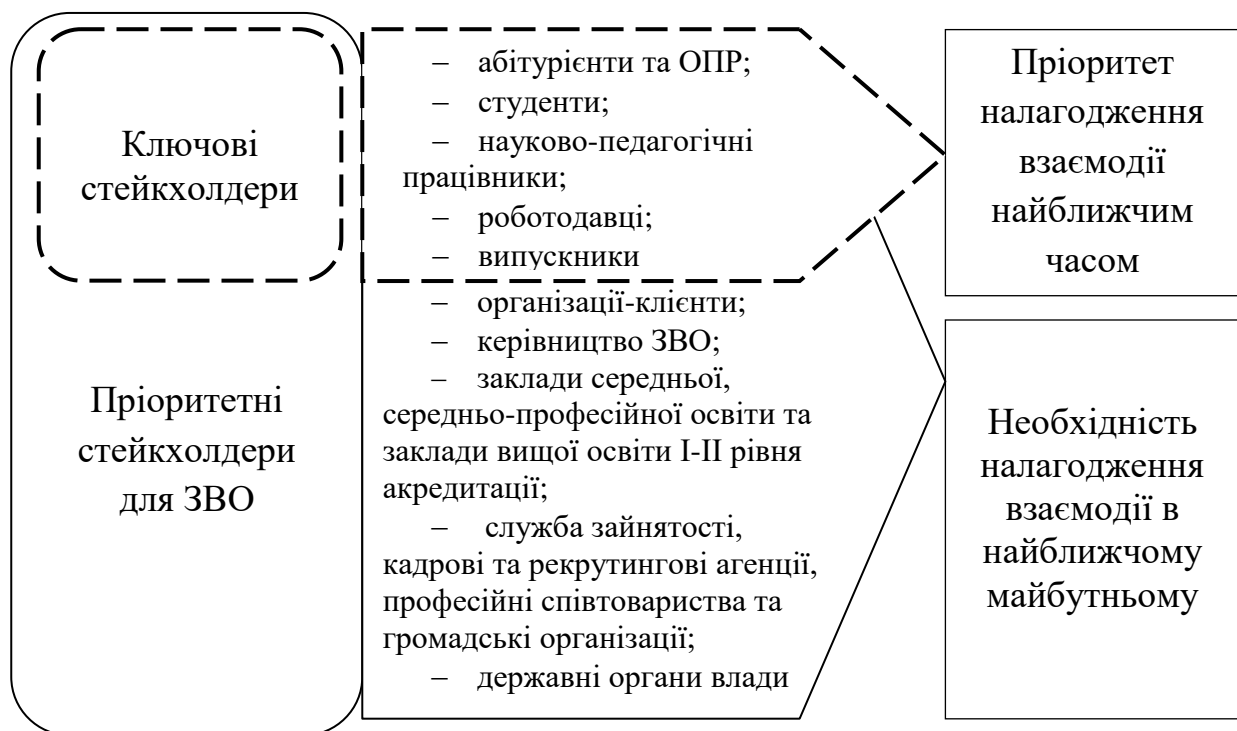 Ключові
стейкхолдери
Пріоритетні
стейкхолдери
для ЗВО
– абітурієнти та ОПР;
– студенти;
– науково-педагогічні
працівники;
– роботодавці;
– випускники
– організації-клієнти;
– керівництво ЗВО;
– заклади середньої,
середньо-професійної освіти та
заклади вищої освіти І-ІІ рівня
акредитації;
– служба зайнятості,
кадрові та рекрутингові агенції,
професійні співтовариства та
громадські організації;
– державні органи влади
Пріоритет
налагодження
взаємодії
найближчим
часом
Необхідність
налагодження
взаємодії в
найближчому
майбутньому